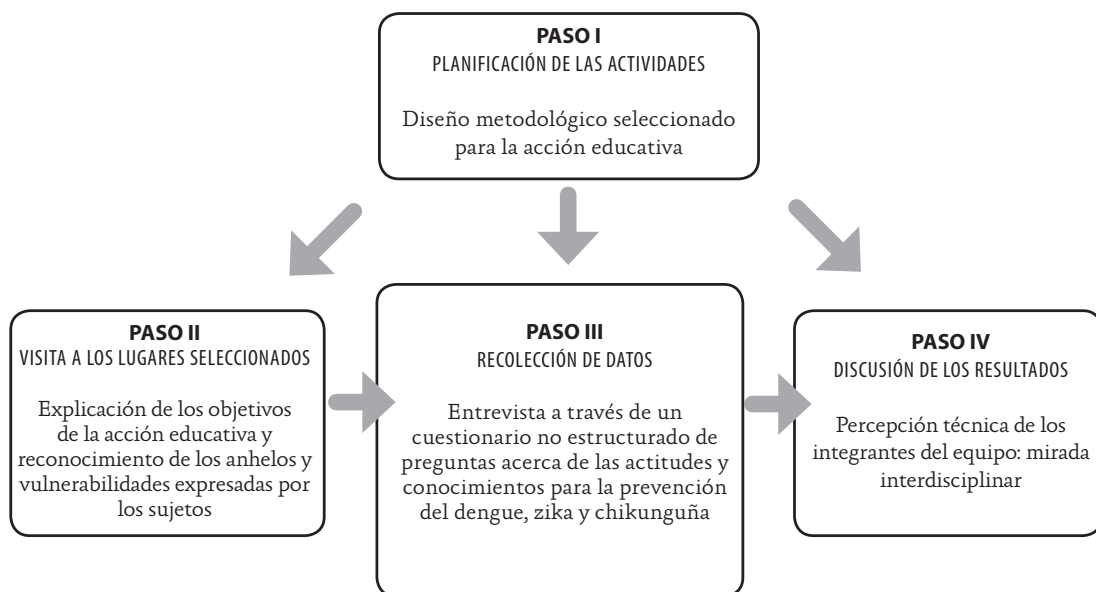 PASO I
PLANIFICACIÓN DE LAS ACTIVIDADES
Diseño metodológico seleccionado
para la acción educativa
PASO II
VISITA A LOS LUGARES SELECCIONADOS
Explicación de los objetivos
de la acción educativa y
reconocimiento de los anhelos y
vulnerabilidades expresadas por
los sujetos
PASO III
RECOLECCIÓN DE DATOS
Entrevista a través de un
cuestionario no estructurado de
preguntas acerca de las actitudes y
conocimientos para la prevención
del dengue, zika y chikunguña
PASO IV
DISCUSIÓN DE LOS RESULTADOS
Percepción técnica de los
integrantes del equipo: mirada
interdisciplinar